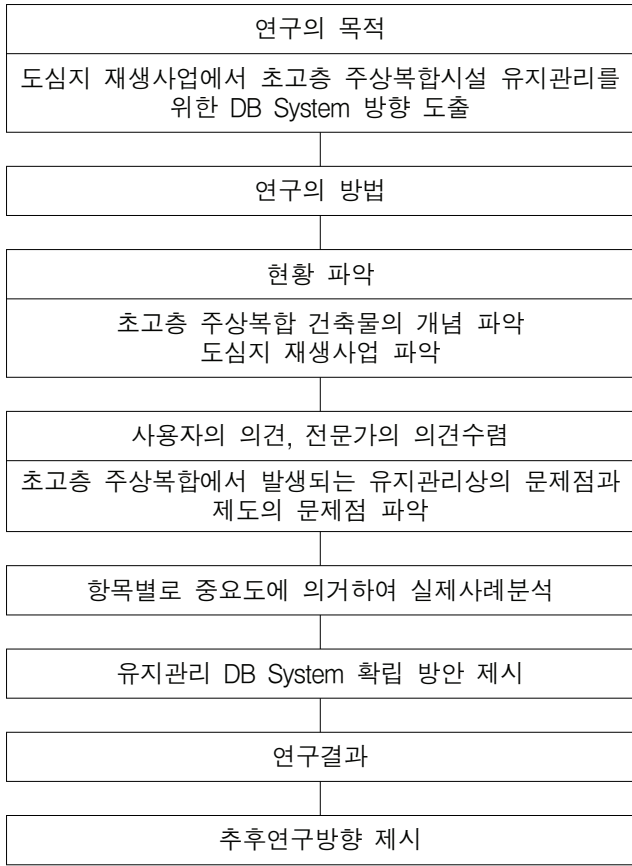 연구의 목적
도심지 재생사업에서 초고층 주상복합시설 유지관리를
위한 DB System 방향 도출
연구의 방법
현황 파악
초고층 주상복합 건축물의 개념 파악
도심지 재생사업 파악
사용자의 의견, 전문가의 의견수렴
초고층 주상복합에서 발생되는 유지관리상의 문제점과
제도의 문제점 파악
항목별로 중요도에 의거하여 실제사례분석
유지관리 DB System 확립 방안 제시
연구결과
추후연구방향 제시